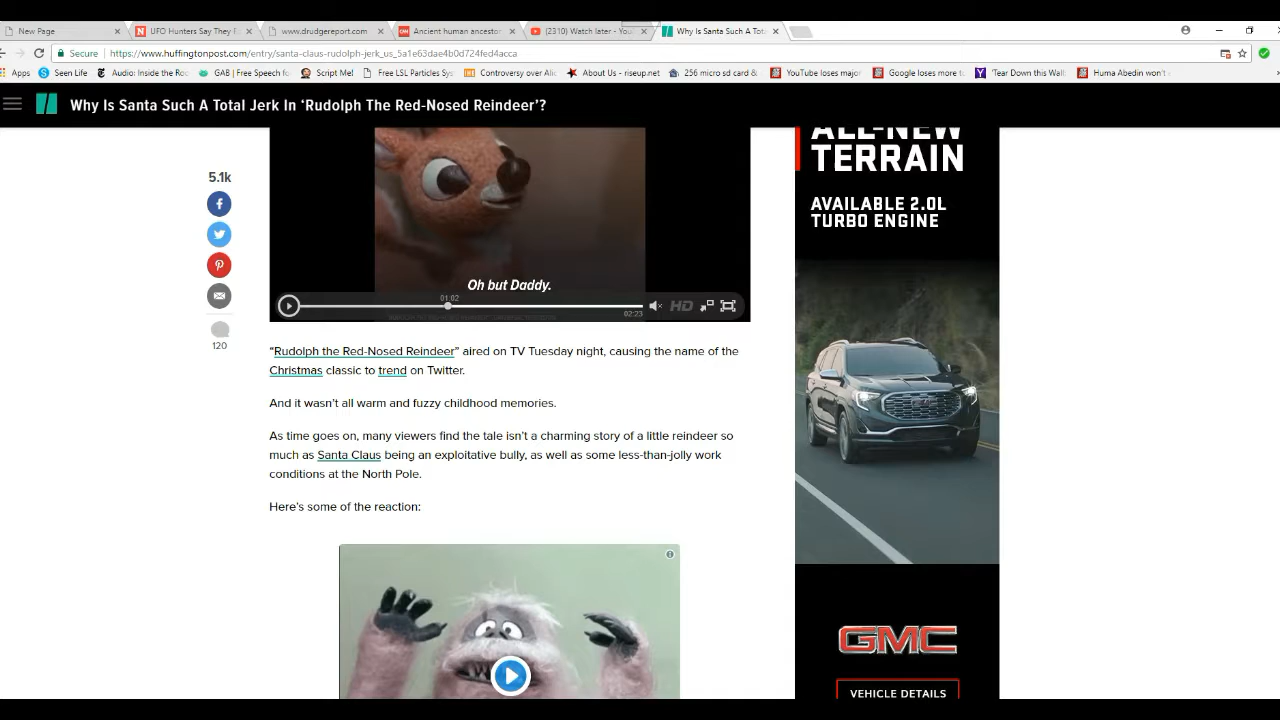 New Page
UFO Hunters Say They F
www.drudgereport.com
Ancient human ancestor
(2310) Watch later - You
Why Is Santa Such A Tot
Secure
https://www.huffingtonpost.com/entry/santa-claus-rudolph-jerk_us_5a1e63dae4b0d724fed4acca
Apps
Seen Life
Audio: Inside the Roc
GAB | Free Speech fo
Script Me!
Free LSL Particles Sys
Controversy over Alic
About Us - riseup.net
256 micro sd card &
YouTube loses major
Google loses more t
'Tear Down this Wall
Huma Abedin won't
Why Is Santa Such A Total Jerk In ‘Rudolph The Red-Nosed Reindeer’?
5.1k
120
Oh but Daddy.
01:02
02:23
HD
“Rudolph the Red-Nosed Reindeer” aired on TV Tuesday night, causing the name of the
Christmas classic to trend on Twitter.
And it wasn’t all warm and fuzzy childhood memories.
As time goes on, many viewers find the tale isn’t a charming story of a little reindeer so
much as Santa Claus being an exploitative bully, as well as some less-than-jolly work
conditions at the North Pole.
Here’s some of the reaction:
ALL-NEW
TERRAIN
AVAILABLE 2.0L
TURBO ENGINE
GMC
VEHICLE DETAILS